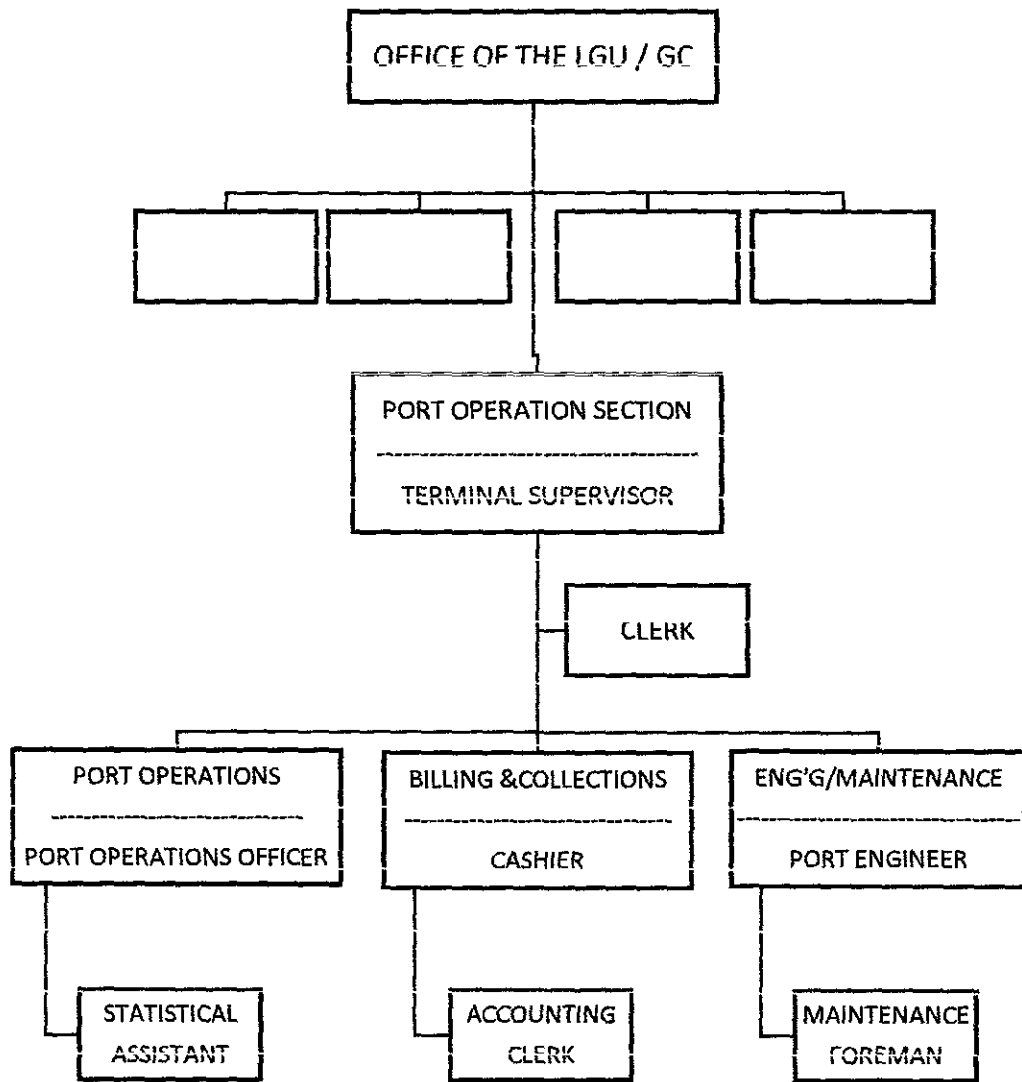 OFFICE OF THE LGU / GC
PORT OPERATION SECTION
TERMINAL SUPERVISOR
CLERK
PORT OPERATIONS
PORT OPERATIONS OFFICER
BILLING &COLLECTIONS
CASHIER
ENG'G/MAINTENANCE
PORT ENGINEER
STATISTICAL
ASSISTANT
ACCOUNTING
CLERK
MAINTENANCE
FOREMAN